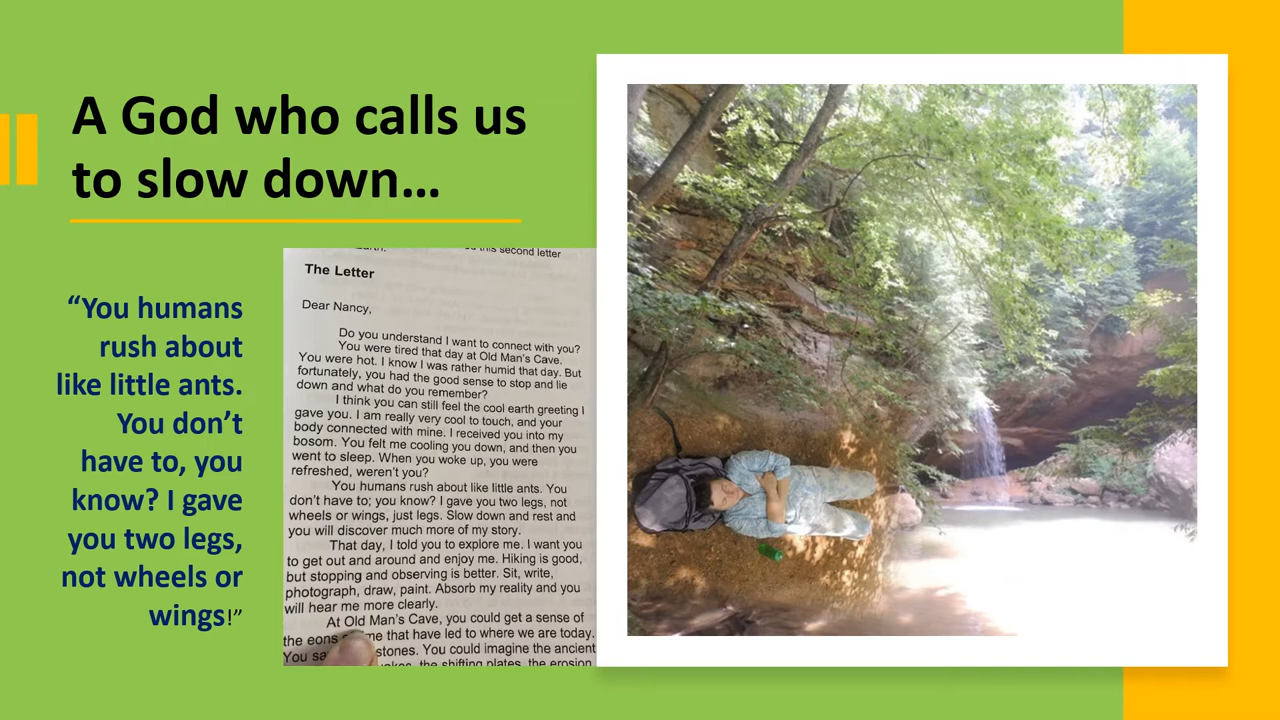 A God who calls us
to slow down…
“You humans
rush about
like little ants.
You don’t
have to, you
know? I gave
you two legs,
not wheels or
wings!”
this second letter
The Letter
Dear Nancy,
Do you understand I want to connect with you?
You were tired that day at Old Man's Cave.
You were hot. I know I was rather humid that day. But
fortunately, you had the good sense to stop and lie
down and what do you remember?
I think you can still feel the cool earth greeting I
gave you. I am really very cool to touch, and your
body connected with mine. I received you into my
bosom. You felt me cooling you down, and then you
went to sleep. When you woke up, you were
refreshed, weren't you?
You humans rush about like little ants. You
don't have to; you know? I gave you two legs, not
wheels or wings, just legs. Slow down and rest and
you will discover much more of my story.
That day, I told you to explore me. I want you
to get out and around and enjoy me. Hiking is good,
but stopping and observing is better. Sit, write,
photograph, draw, paint. Absorb my reality and you
will hear me more clearly.
At Old Man's Cave, you could get a sense of
the eons me that have led to where we are today.
You stones. You could imagine the ancient
the shifting plates, the erosion